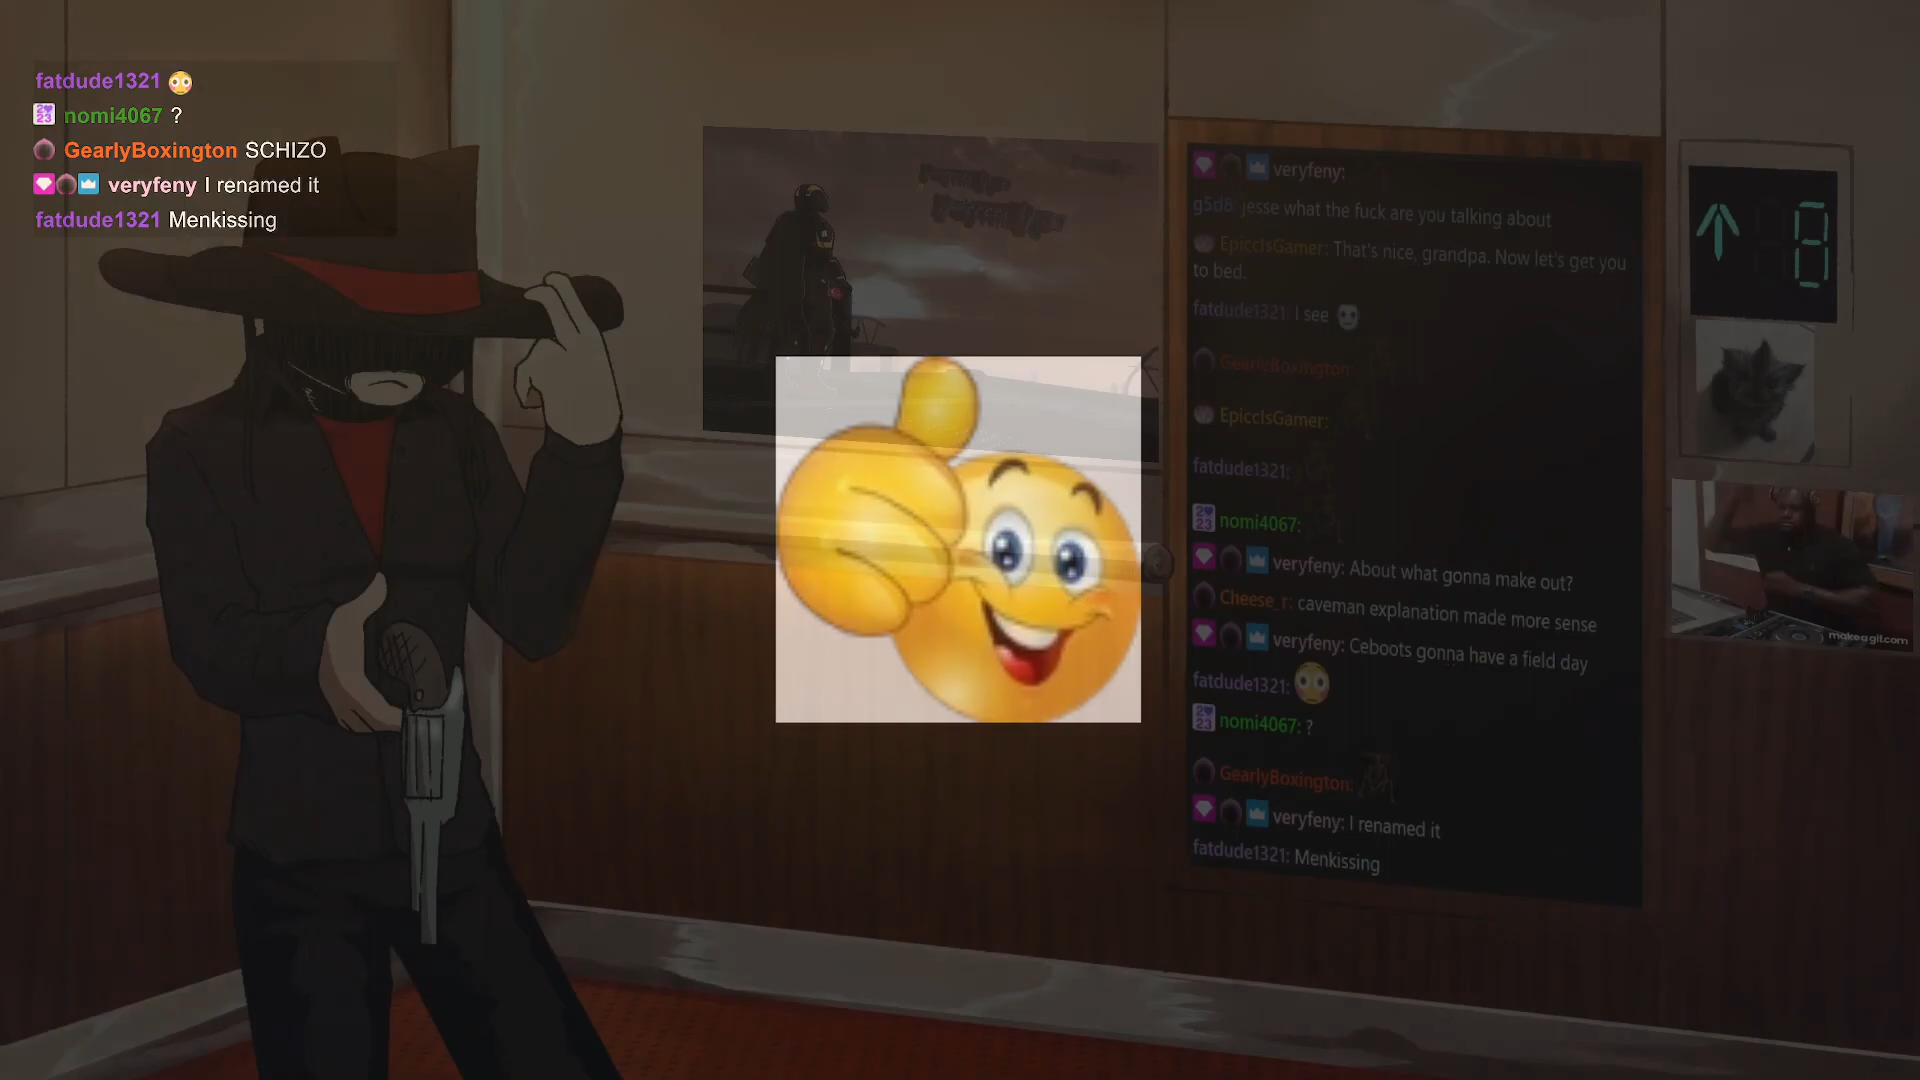 fatdude1321
nomi4067 ?
GearlyBoxington SCHIZO
veryfeny I renamed it
fatdude1321 Menkissing
veryfeny:
g5d8: jesse what the fuck are you talking about
EpiccIsGamer: That's nice, grandpa. Now let's get you
to bed.
fatdude1321: I see
GearlyBoxington:
EpiccIsGamer:
fatdude1321:
nomi4067:
veryfeny: About what gonna make out?
Cheese_r: caveman explanation made more sense
veryfeny: Ceboots gonna have a field day
fatdude1321:
nomi4067: ?
GearlyBoxington:
veryfeny: I renamed it
fatdude1321: Menkissing
8
makeagif.com